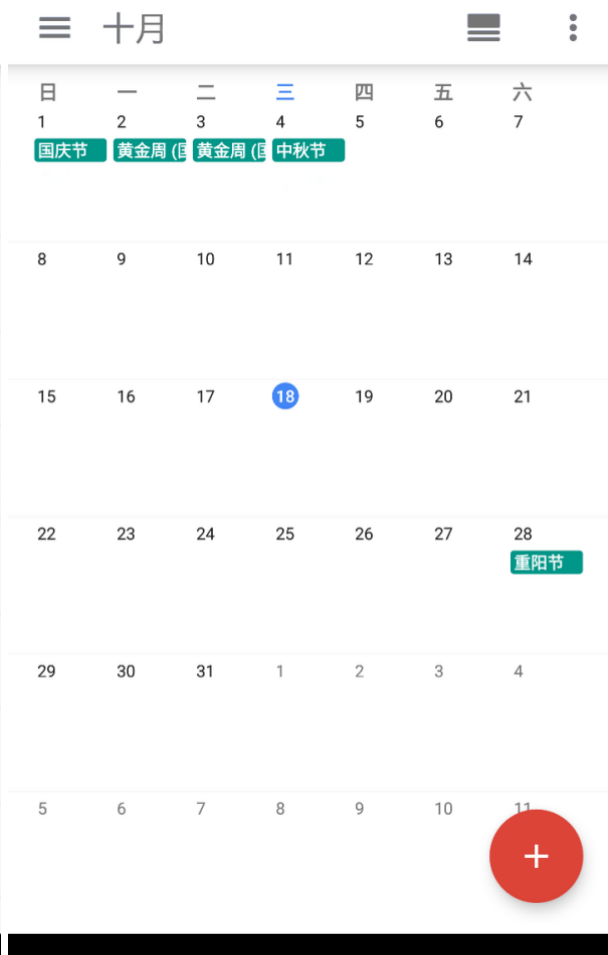 十月
日 一 二 三 四 五 六
1 2 3 4 5 6 7
国庆节 黄金周 (国 黄金周 (国 中秋节
8 9 10 11 12 13 14
15 16 17 18 19 20 21
22 23 24 25 26 27 28
重阳节
29 30 31 1 2 3 4
5 6 7 8 9 10 11